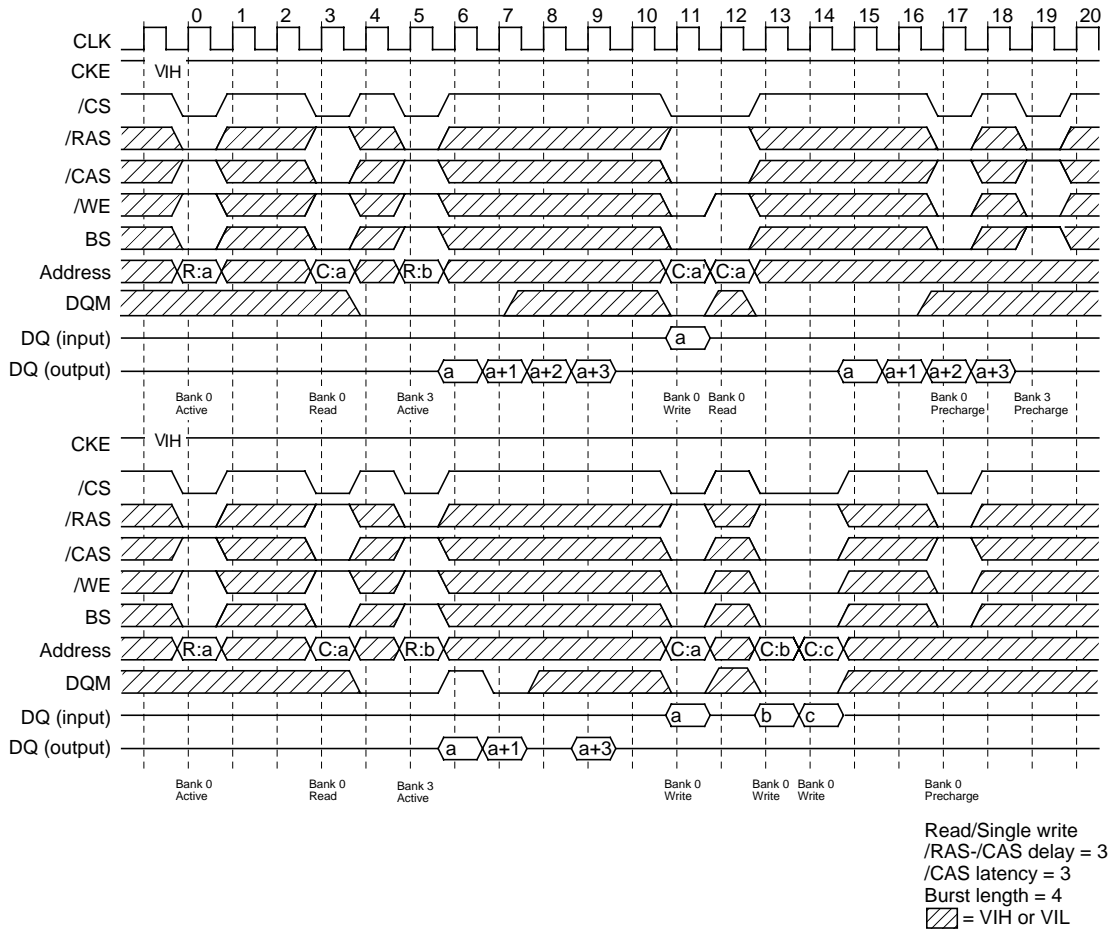 0 1 2 3 4 5 6 7 8 9 10 11 12 13 14 15 16 17 18 19 20
CLK
CKE VIH
/CS
/RAS
/CAS
/WE
BS
Address R:a C:a R:b C:a' C:a
DQM
DQ (input) a
DQ (output) a a+1 a+2 a+3 a a+1 a+2 a+3
Bank 0 Bank 0 Bank 3 Bank 0 Bank 0 Bank 0 Bank 3
Active Read Active Write Read Precharge Precharge
CKE VIH
/CS
/RAS
/CAS
/WE
BS
Address R:a C:a R:b C:a C:b C:c
DQM
DQ (input) a b c
DQ (output) a a+1 a+3
Bank 0 Bank 0 Bank 3 Bank 0 Bank 0 Bank 0 Bank 0
Active Read Active Write Write Write Precharge
Read/Single write
/RAS-/CAS delay = 3
/CAS latency = 3
Burst length = 4
= VIH or VIL